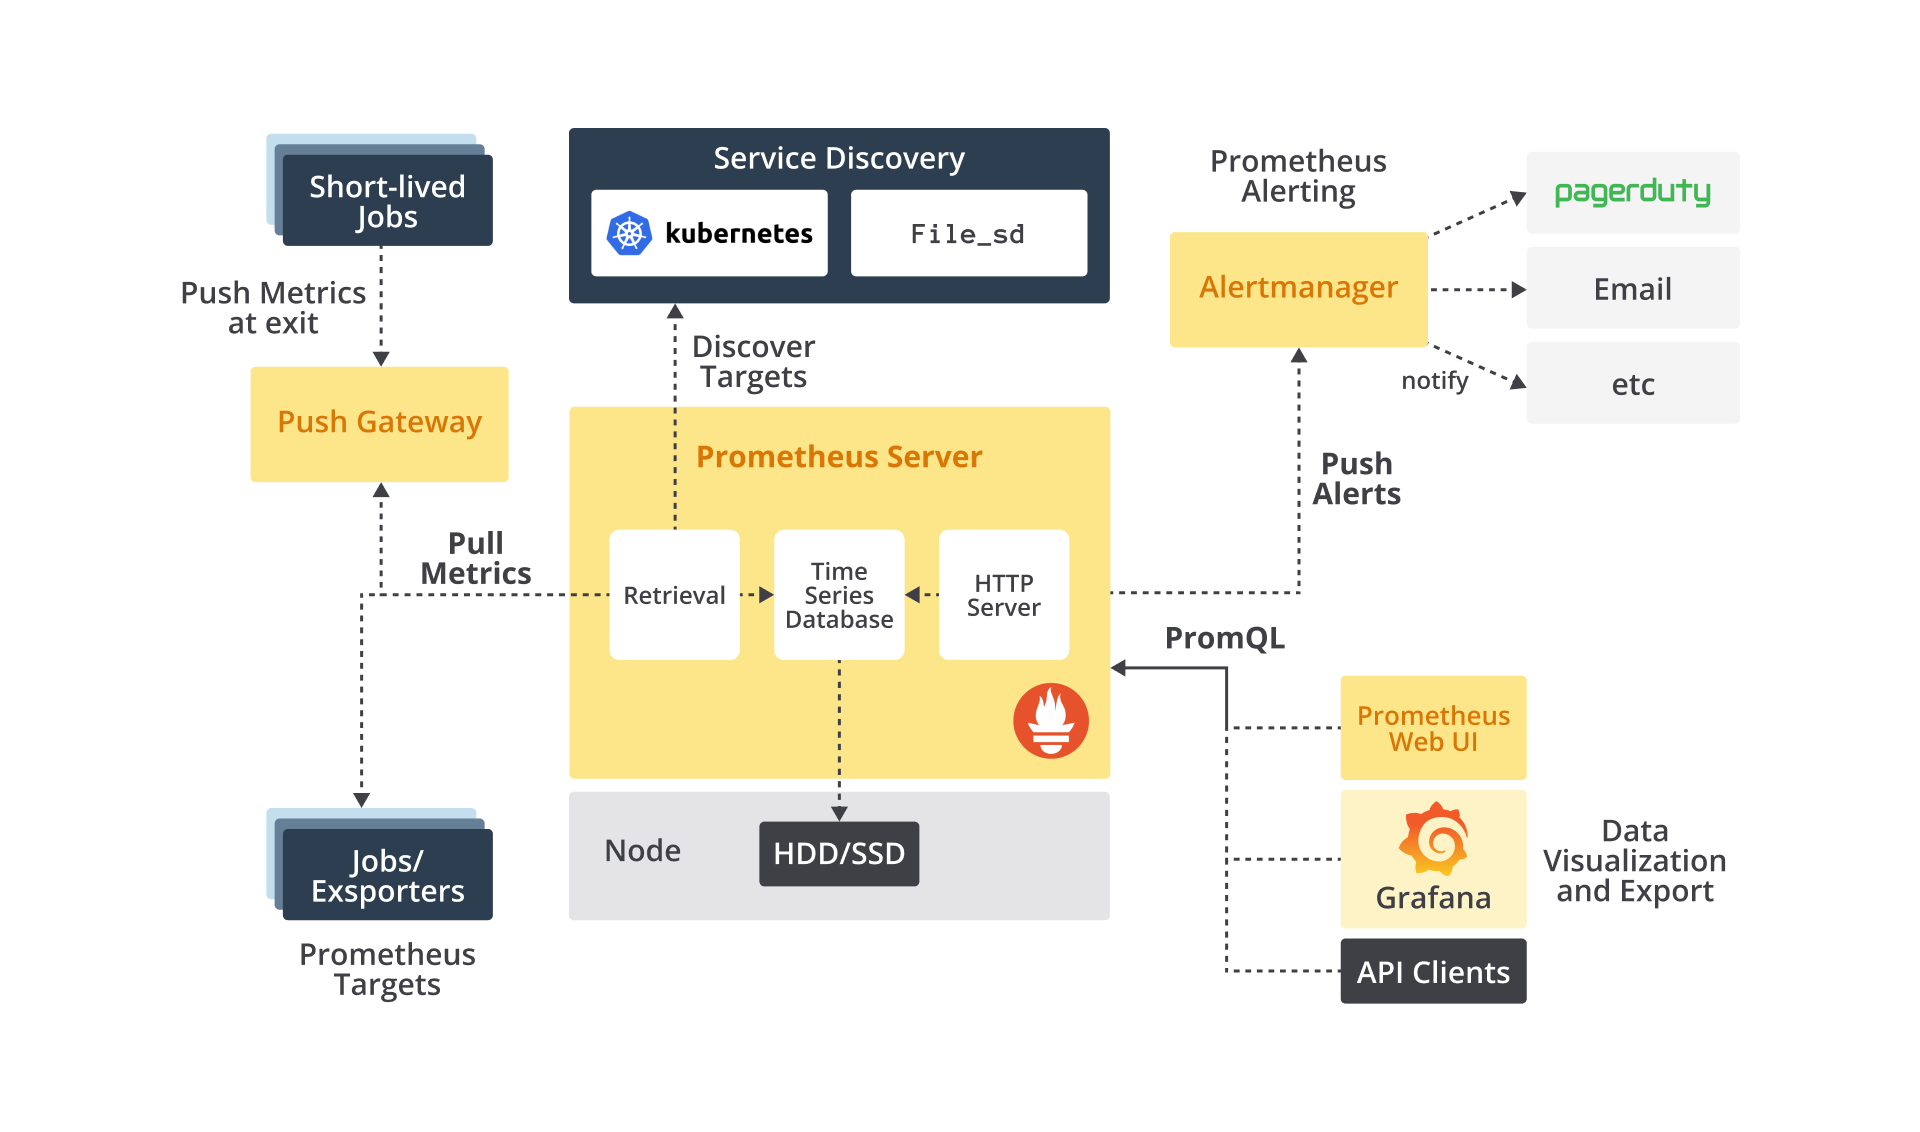 Short-lived
Jobs
Push Metrics
at exit
Push Gateway
Pull
Metrics
Jobs/
Exsporters
Prometheus
Targets
Service Discovery
kubernetes
File_sd
Discover
Targets
Prometheus Server
Retrieval
Time
Series
Database
HTTP
Server
Node
HDD/SSD
Prometheus
Alerting
Alertmanager
pagerduty
Email
etc
notify
Push
Alerts
PromQL
Prometheus
Web UI
Grafana
API Clients
Data
Visualization
and Export